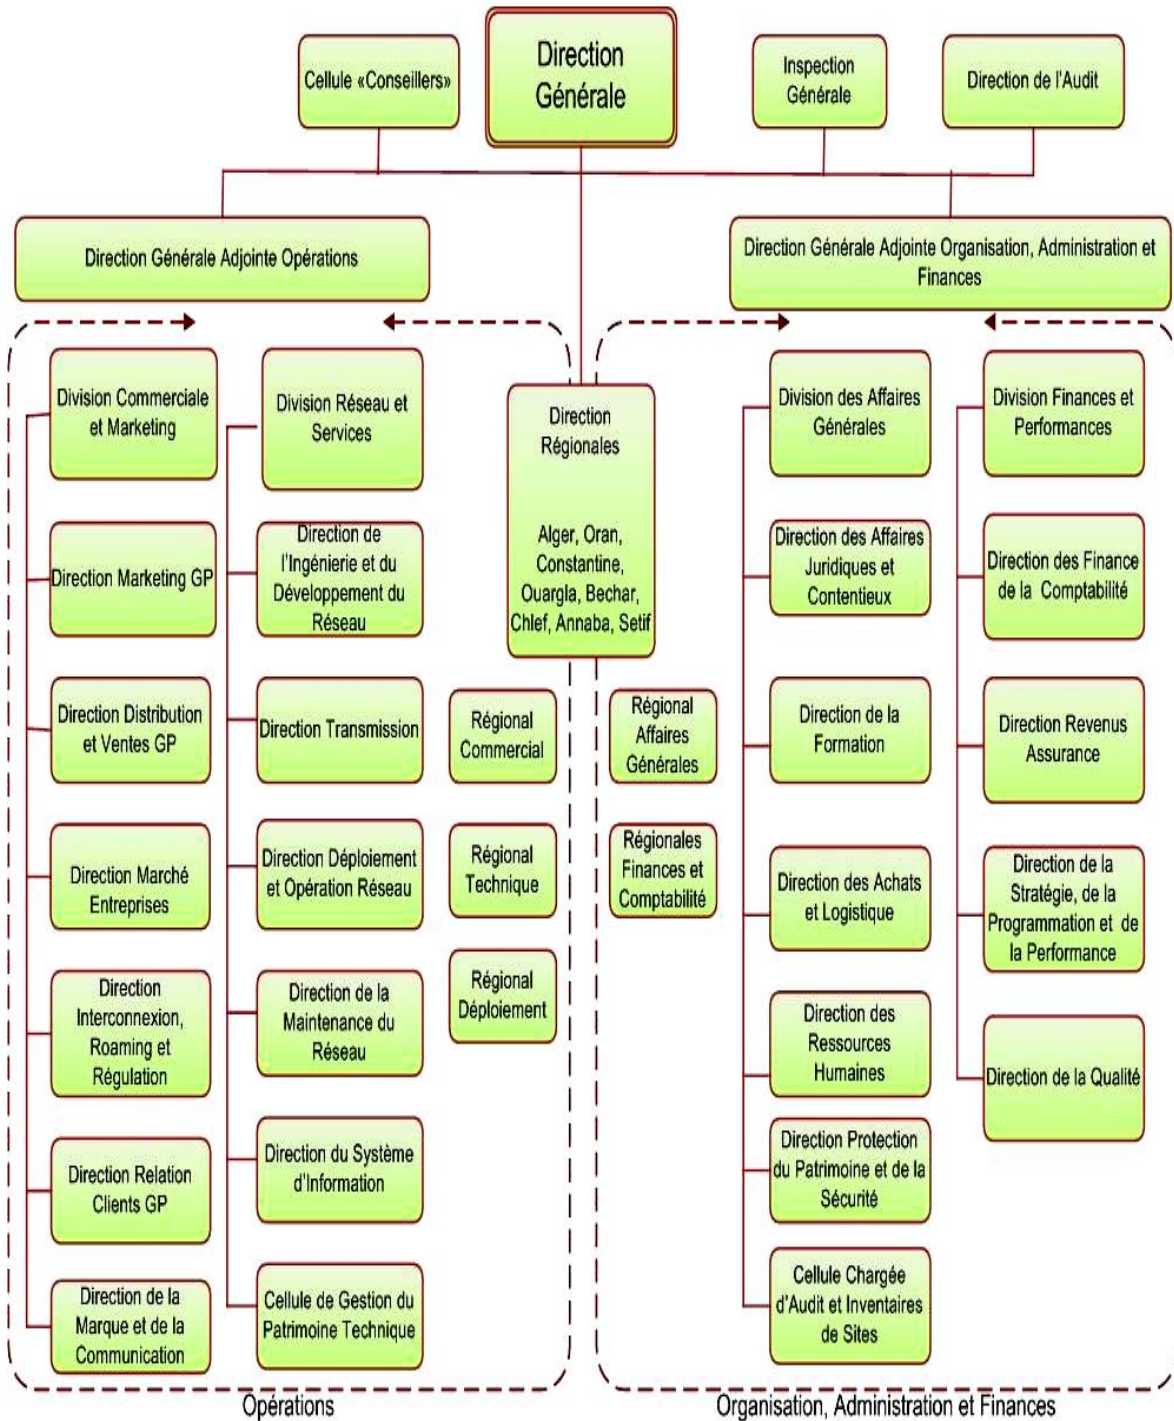 Cellule «Conseillers»
Direction
Générale
Inspection
Générale
Direction de l'Audit
Direction Générale Adjointe Opérations
Direction Générale Adjointe Organisation, Administration et
Finances
Division Commerciale
et Marketing
Direction Marketing GP
Direction Distribution
et Ventes GP
Direction Marché
Entreprises
Direction
Interconnexion,
Roaming et
Régulation
Direction Relation
Clients GP
Direction de la
Marque et de la
Communication
Division Réseau et
Services
Direction de
l'Ingénierie et du
Développement du
Réseau
Direction Transmission
Direction Déploiement
et Opération Réseau
Direction de la
Maintenance du
Réseau
Direction du Système
d'Information
Cellule de Gestion du
Patrimoine Technique
Direction
Régionales
Alger, Oran,
Constantine,
Ouargla, Bechar,
Chlef, Annaba, Setif
Régional
Commercial
Régional
Technique
Régional
Déploiement
Régional
Affaires
Générales
Régionales
Finances et
Comptabilité
Division des Affaires
Générales
Direction des Affaires
Juridiques et
Contentieux
Direction de la
Formation
Direction des Achats
et Logistique
Direction des
Ressources
Humaines
Direction Protection
du Patrimoine et de la
Sécurité
Cellule Chargée
d'Audit et Inventaires
de Sites
Division Finances et
Performances
Direction des Finance
de la Comptabilité
Direction Revenus
Assurance
Direction de la
Stratégie, de la
Programmation et de
la Performance
Direction de la Qualité
Opérations
Organisation, Administration et Finances